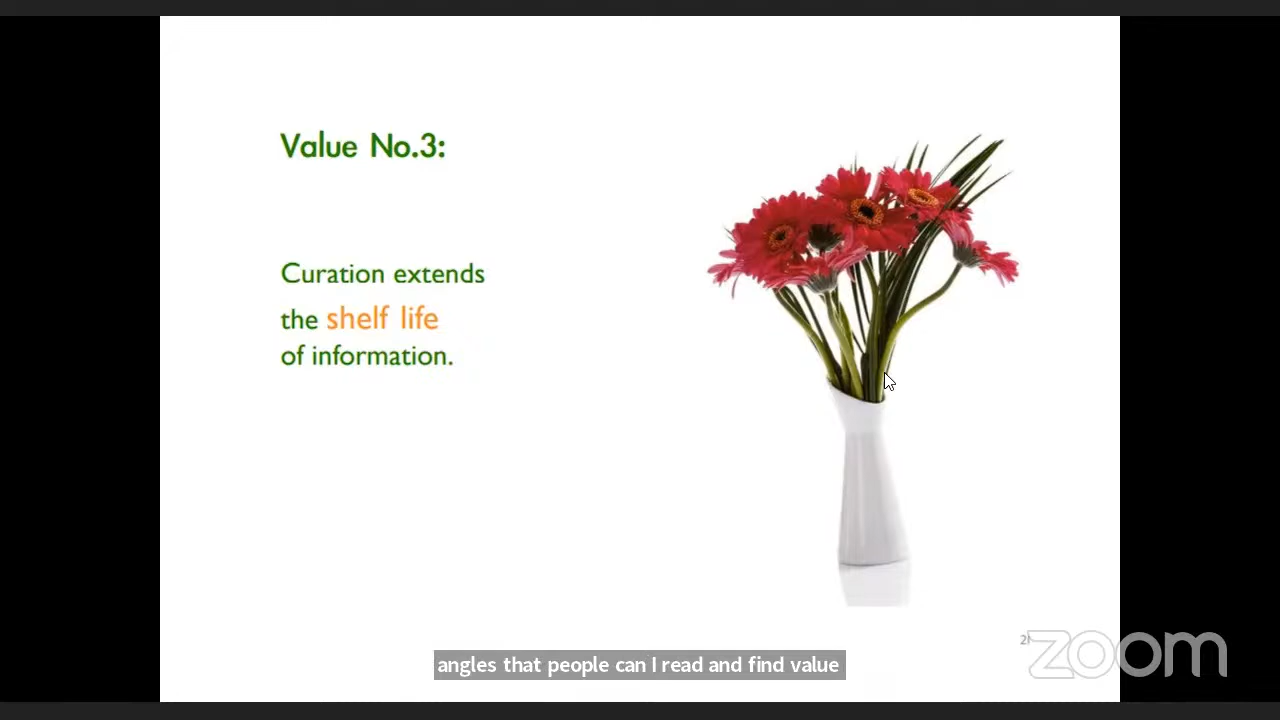 Value No.3:
Curation extends
the shelf life
of information.
angles that people can I read and find value
zoom